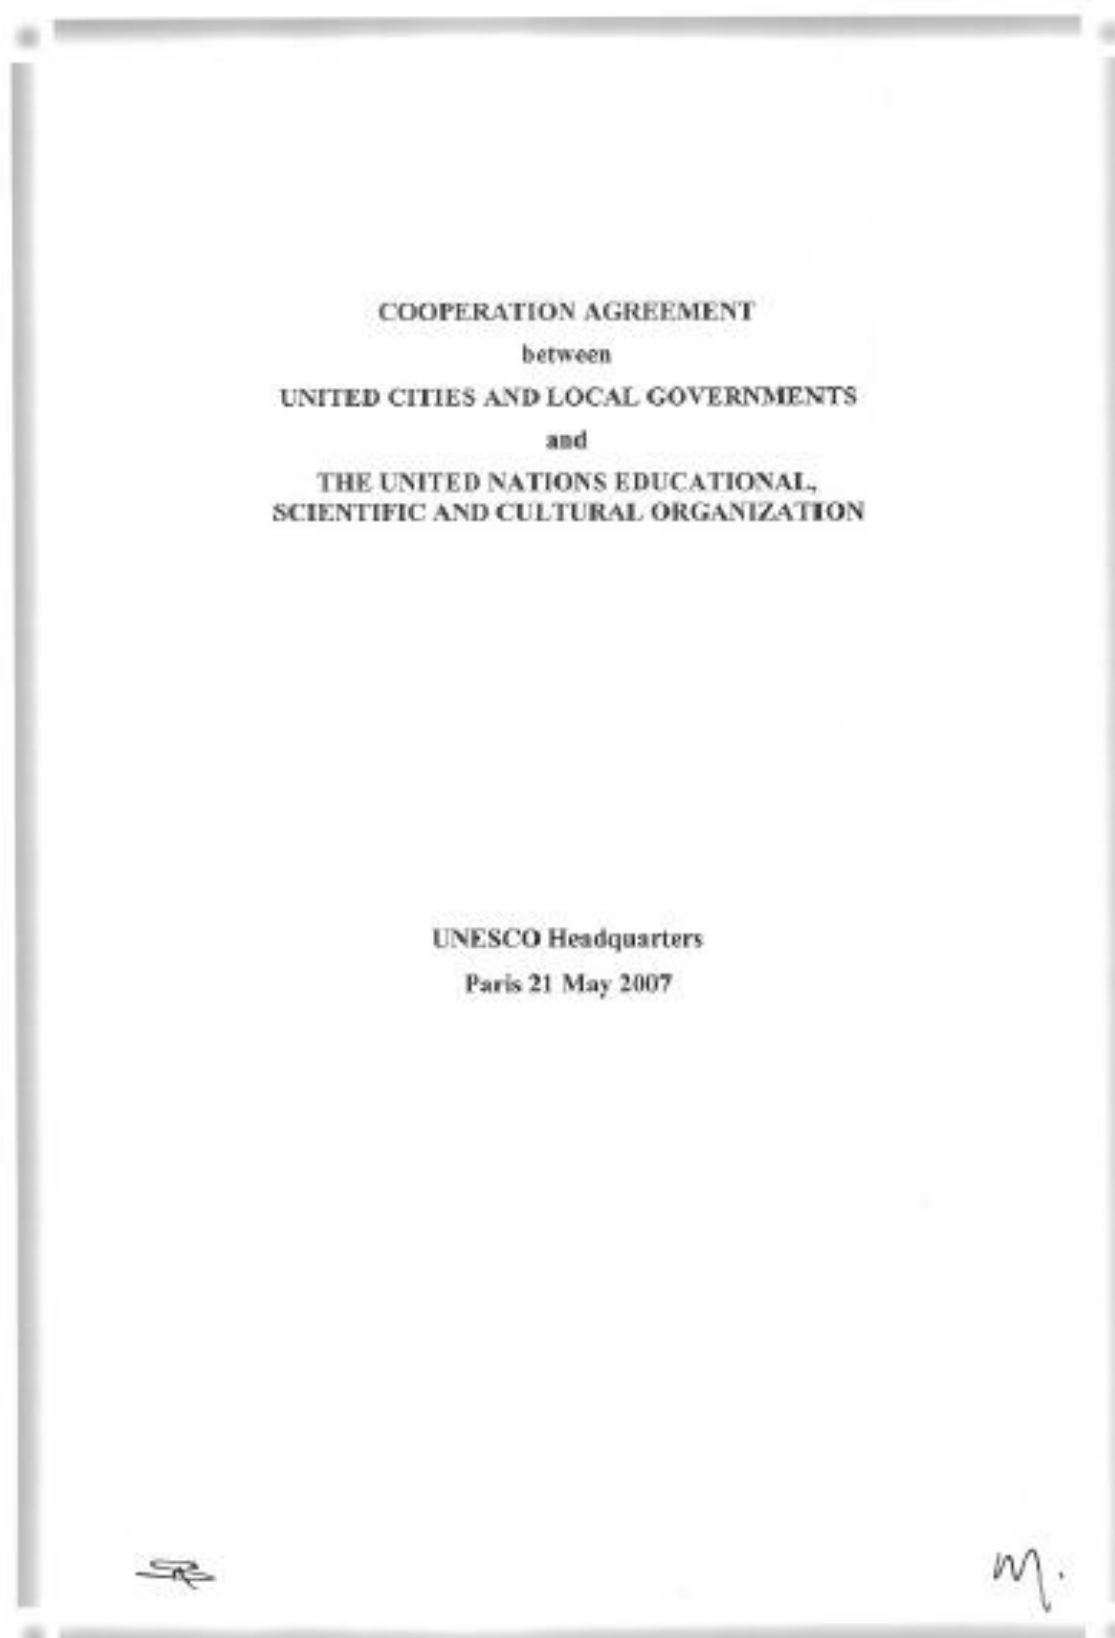 COOPERATION AGREEMENT
between
UNITED CITIES AND LOCAL GOVERNMENTS
and
THE UNITED NATIONS EDUCATIONAL,
SCIENTIFIC AND CULTURAL ORGANIZATION
UNESCO Headquarters
Paris 21 May 2007